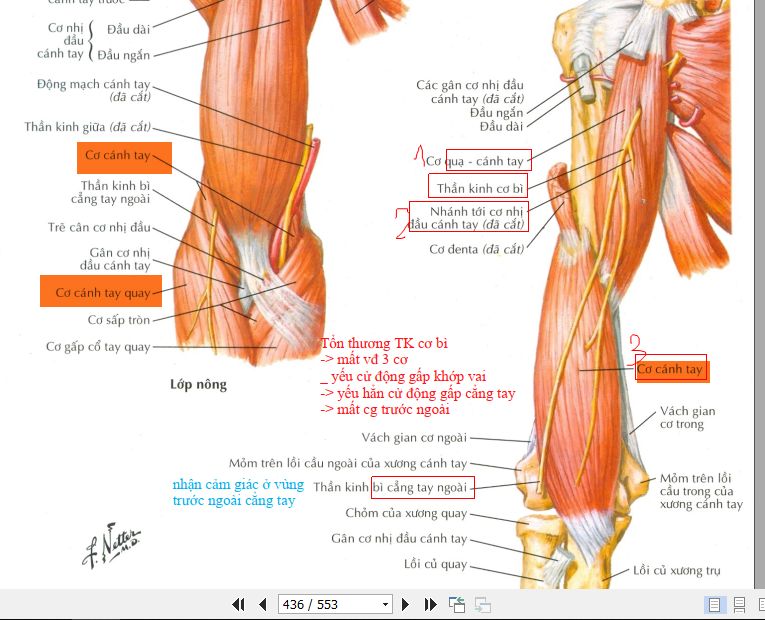 cánh tay trước
Cơ nhị
đầu
cánh tay
Đầu dài
Đầu ngắn
Động mạch cánh tay
(đã cắt)
Thần kinh giữa (đã cắt)
Cơ cánh tay
Thần kinh bì
cẳng tay ngoài
Trẽ cân cơ nhị đầu
Gân cơ nhị
đầu cánh tay
Cơ cánh tay quay
Cơ sấp tròn
Cơ gấp cổ tay quay
Lớp nông
Các gân cơ nhị đầu
cánh tay (đã cắt)
Đầu ngắn
Đầu dài
1 Cơ quạ - cánh tay
Thần kinh cơ bì
2 Nhánh tới cơ nhị
đầu cánh tay (đã cắt)
Cơ đenta (đã cắt)
Tổn thương TK cơ bì
-> mất vđ 3 cơ
_ yếu cử động gấp khớp vai
-> yếu hẳn cử động gấp cẳng tay
-> mất cg trước ngoài
3
Cơ cánh tay
Vách gian
cơ trong
Vách gian cơ ngoài
Mỏm trên lồi cầu ngoài của xương cánh tay
nhận cảm giác ở vùng
trước ngoài cẳng tay
Thần kinh bì cẳng tay ngoài
Mỏm trên lồi
cầu trong của
xương cánh tay
Chỏm của xương quay
Gân cơ nhị đầu cánh tay
Lồi củ quay
Lồi củ xương trụ
F. Netter
M.D.
436 / 553